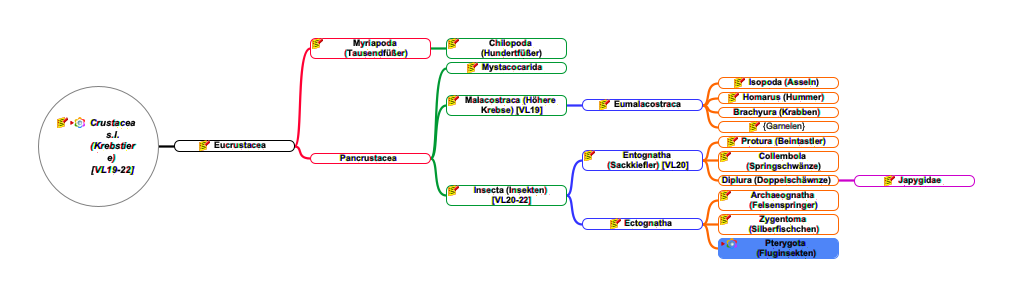 Crustacea
s.l.
(Krebstier
e)
[VL19-22]
Eucrustacea
Myriapoda
(Tausendfüßer)
Chilopoda
(Hundertfüßer)
Pancrustacea
Mystacocarida
Malacostraca (Höhere
Krebse) [VL19]
Eumalacostraca
Isopoda (Asseln)
Homarus (Hummer)
Brachyura (Krabben)
{Garnelen}
Insecta (Insekten)
[VL20-22]
Entognatha
(Sackkiefler) [VL20]
Protura (Beintastler)
Collembola
(Springschwänze)
Diplura (Doppelschäwnze)
Japygidae
Ectognatha
Archaeognatha
(Felsenspringer)
Zygentoma
(Silberfischchen)
Pterygota
(Fluginsekten)